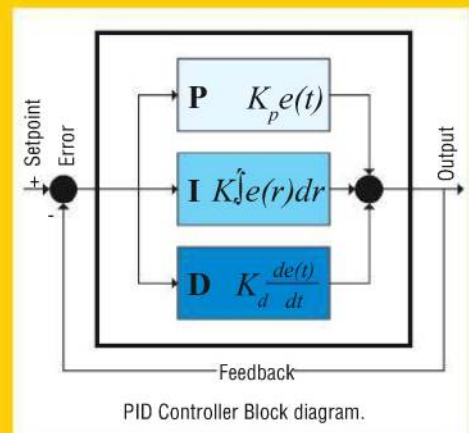 + Setpoint
Error
-
P K_p e(t)
I K∫e(r)dr
D K_d de(t)/dt
Output
Feedback
PID Controller Block diagram.